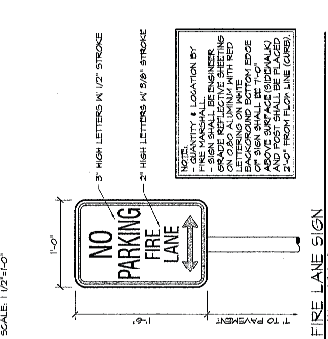 3" HIGH LETTERS W/ 1/2" STROKE
2" HIGH LETTERS W/ 3/8" STROKE
NOTE:
- QUANTITY & LOCATION BY
FIRE MARSHALL.
- SIGN SHALL BE ENGINEER
GRADE REFLECTIVE SHEETING
ON 0.80 ALUMINUM WITH RED
LETTERING ON WHITE
BACKGROUND BOTTOM EDGE
OF SIGN SHALL BE 7'-0"
ABOVE SURFACE (SIDEWALK)
AND POST SHALL BE PLACED
2'-0" FROM FLOW LINE (CURB).
1'-0"
NO
PARKING
FIRE
LANE
1'-6"
7' TO PAVEMENT
FIRE LANE SIGN
SCALE: 1 1/2"=1'-0"